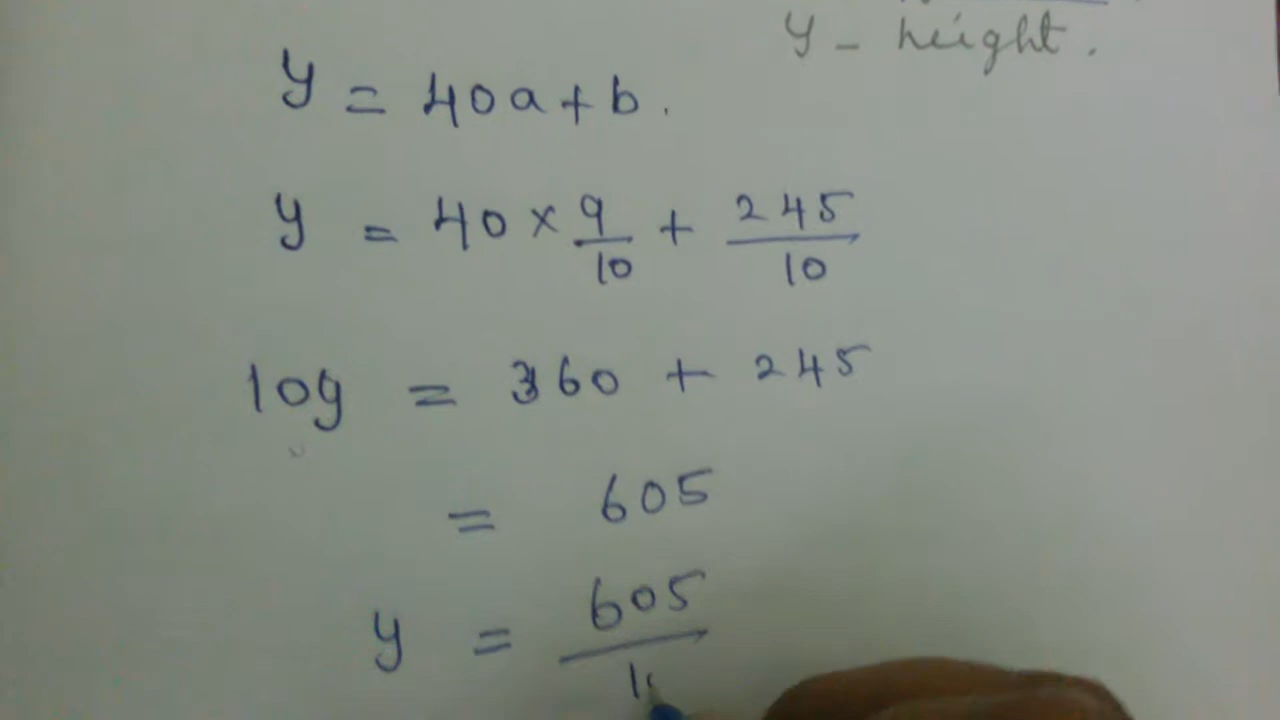 y - height.
y = 40a + b.
y = 40 × 9/10 + 245/10
10y = 360 + 245
= 605
y = 605/1